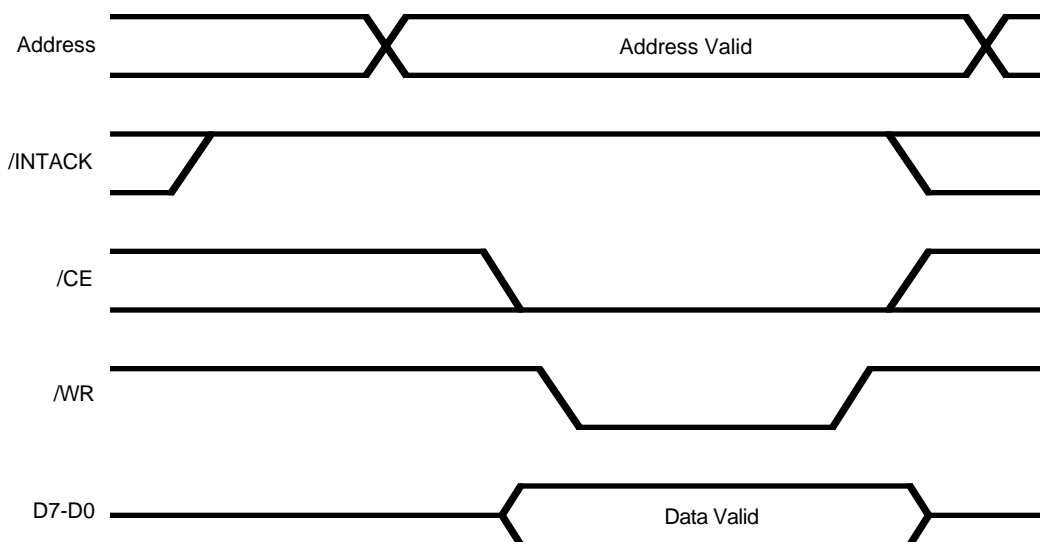 Address
Address Valid
/INTACK
/CE
/WR
D7-D0
Data Valid